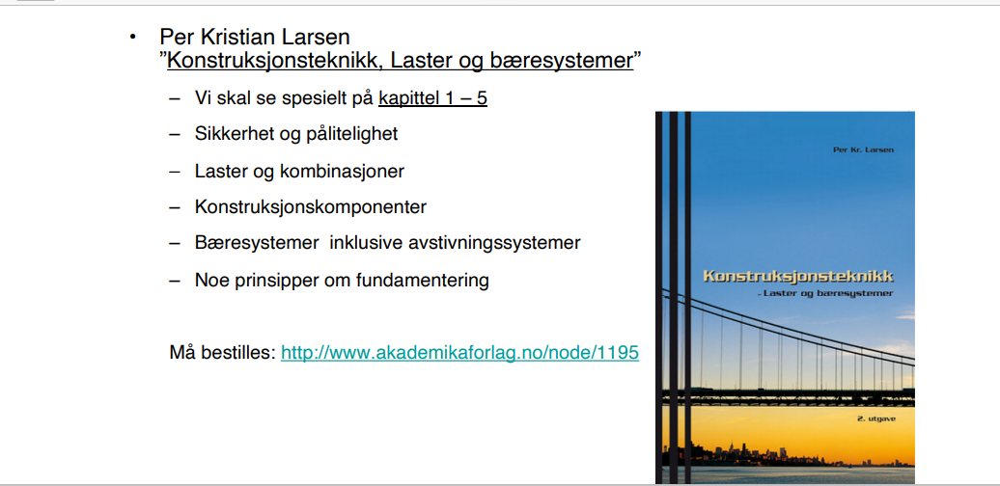 • Per Kristian Larsen
”Konstruksjonsteknikk, Laster og bæresystemer”
– Vi skal se spesielt på kapittel 1 – 5
– Sikkerhet og pålitelighet
– Laster og kombinasjoner
– Konstruksjonskomponenter
– Bæresystemer inklusive avstivningssystemer
– Noe prinsipper om fundamentering
Må bestilles: http://www.akademikaforlag.no/node/1195
Per Kr. Larsen
Konstruksjonsteknikk
- Laster og bæresystemer
2. utgave